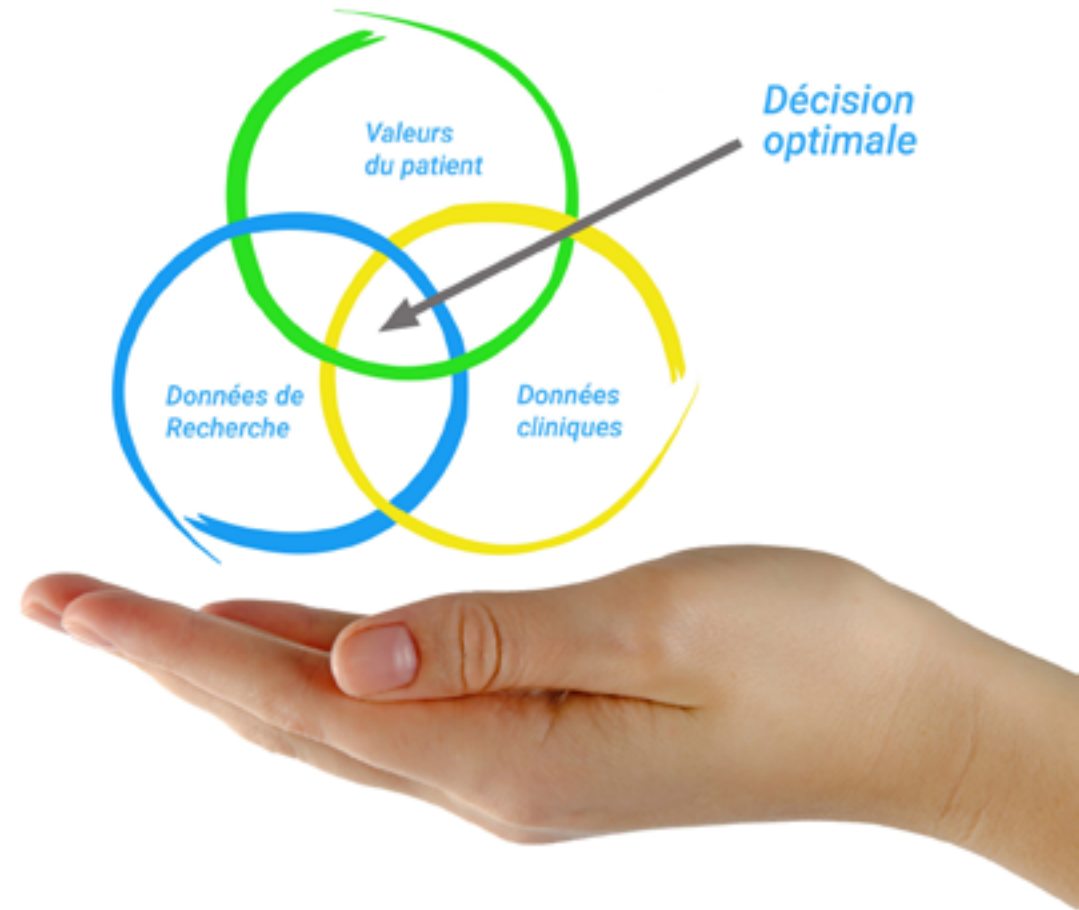 Valeurs
du patient
Décision
optimale
Données de
Recherche
Données
cliniques